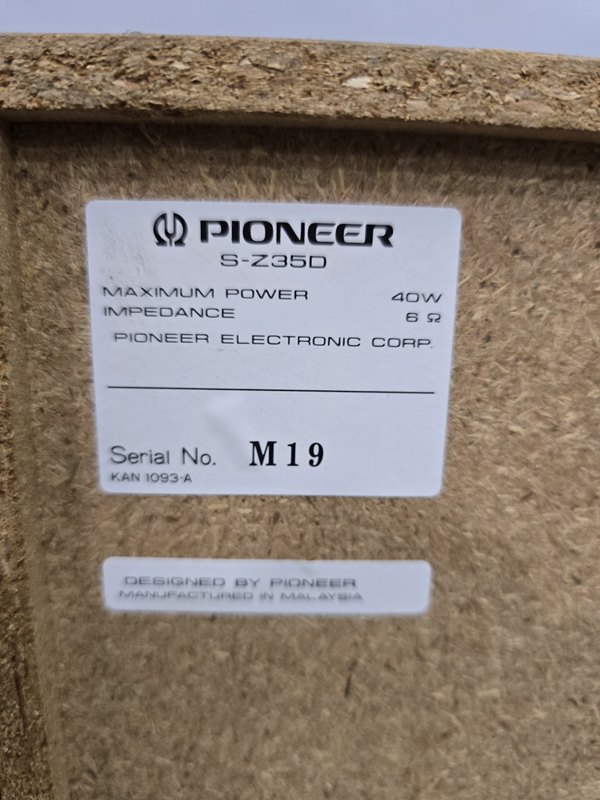 PIONEER
S-Z35D
MAXIMUM POWER 40W
IMPEDANCE 6 Ω
PIONEER ELECTRONIC CORP.
Serial No. M19
KAN 1093-A
DESIGNED BY PIONEER
MANUFACTURED IN MALAYSIA